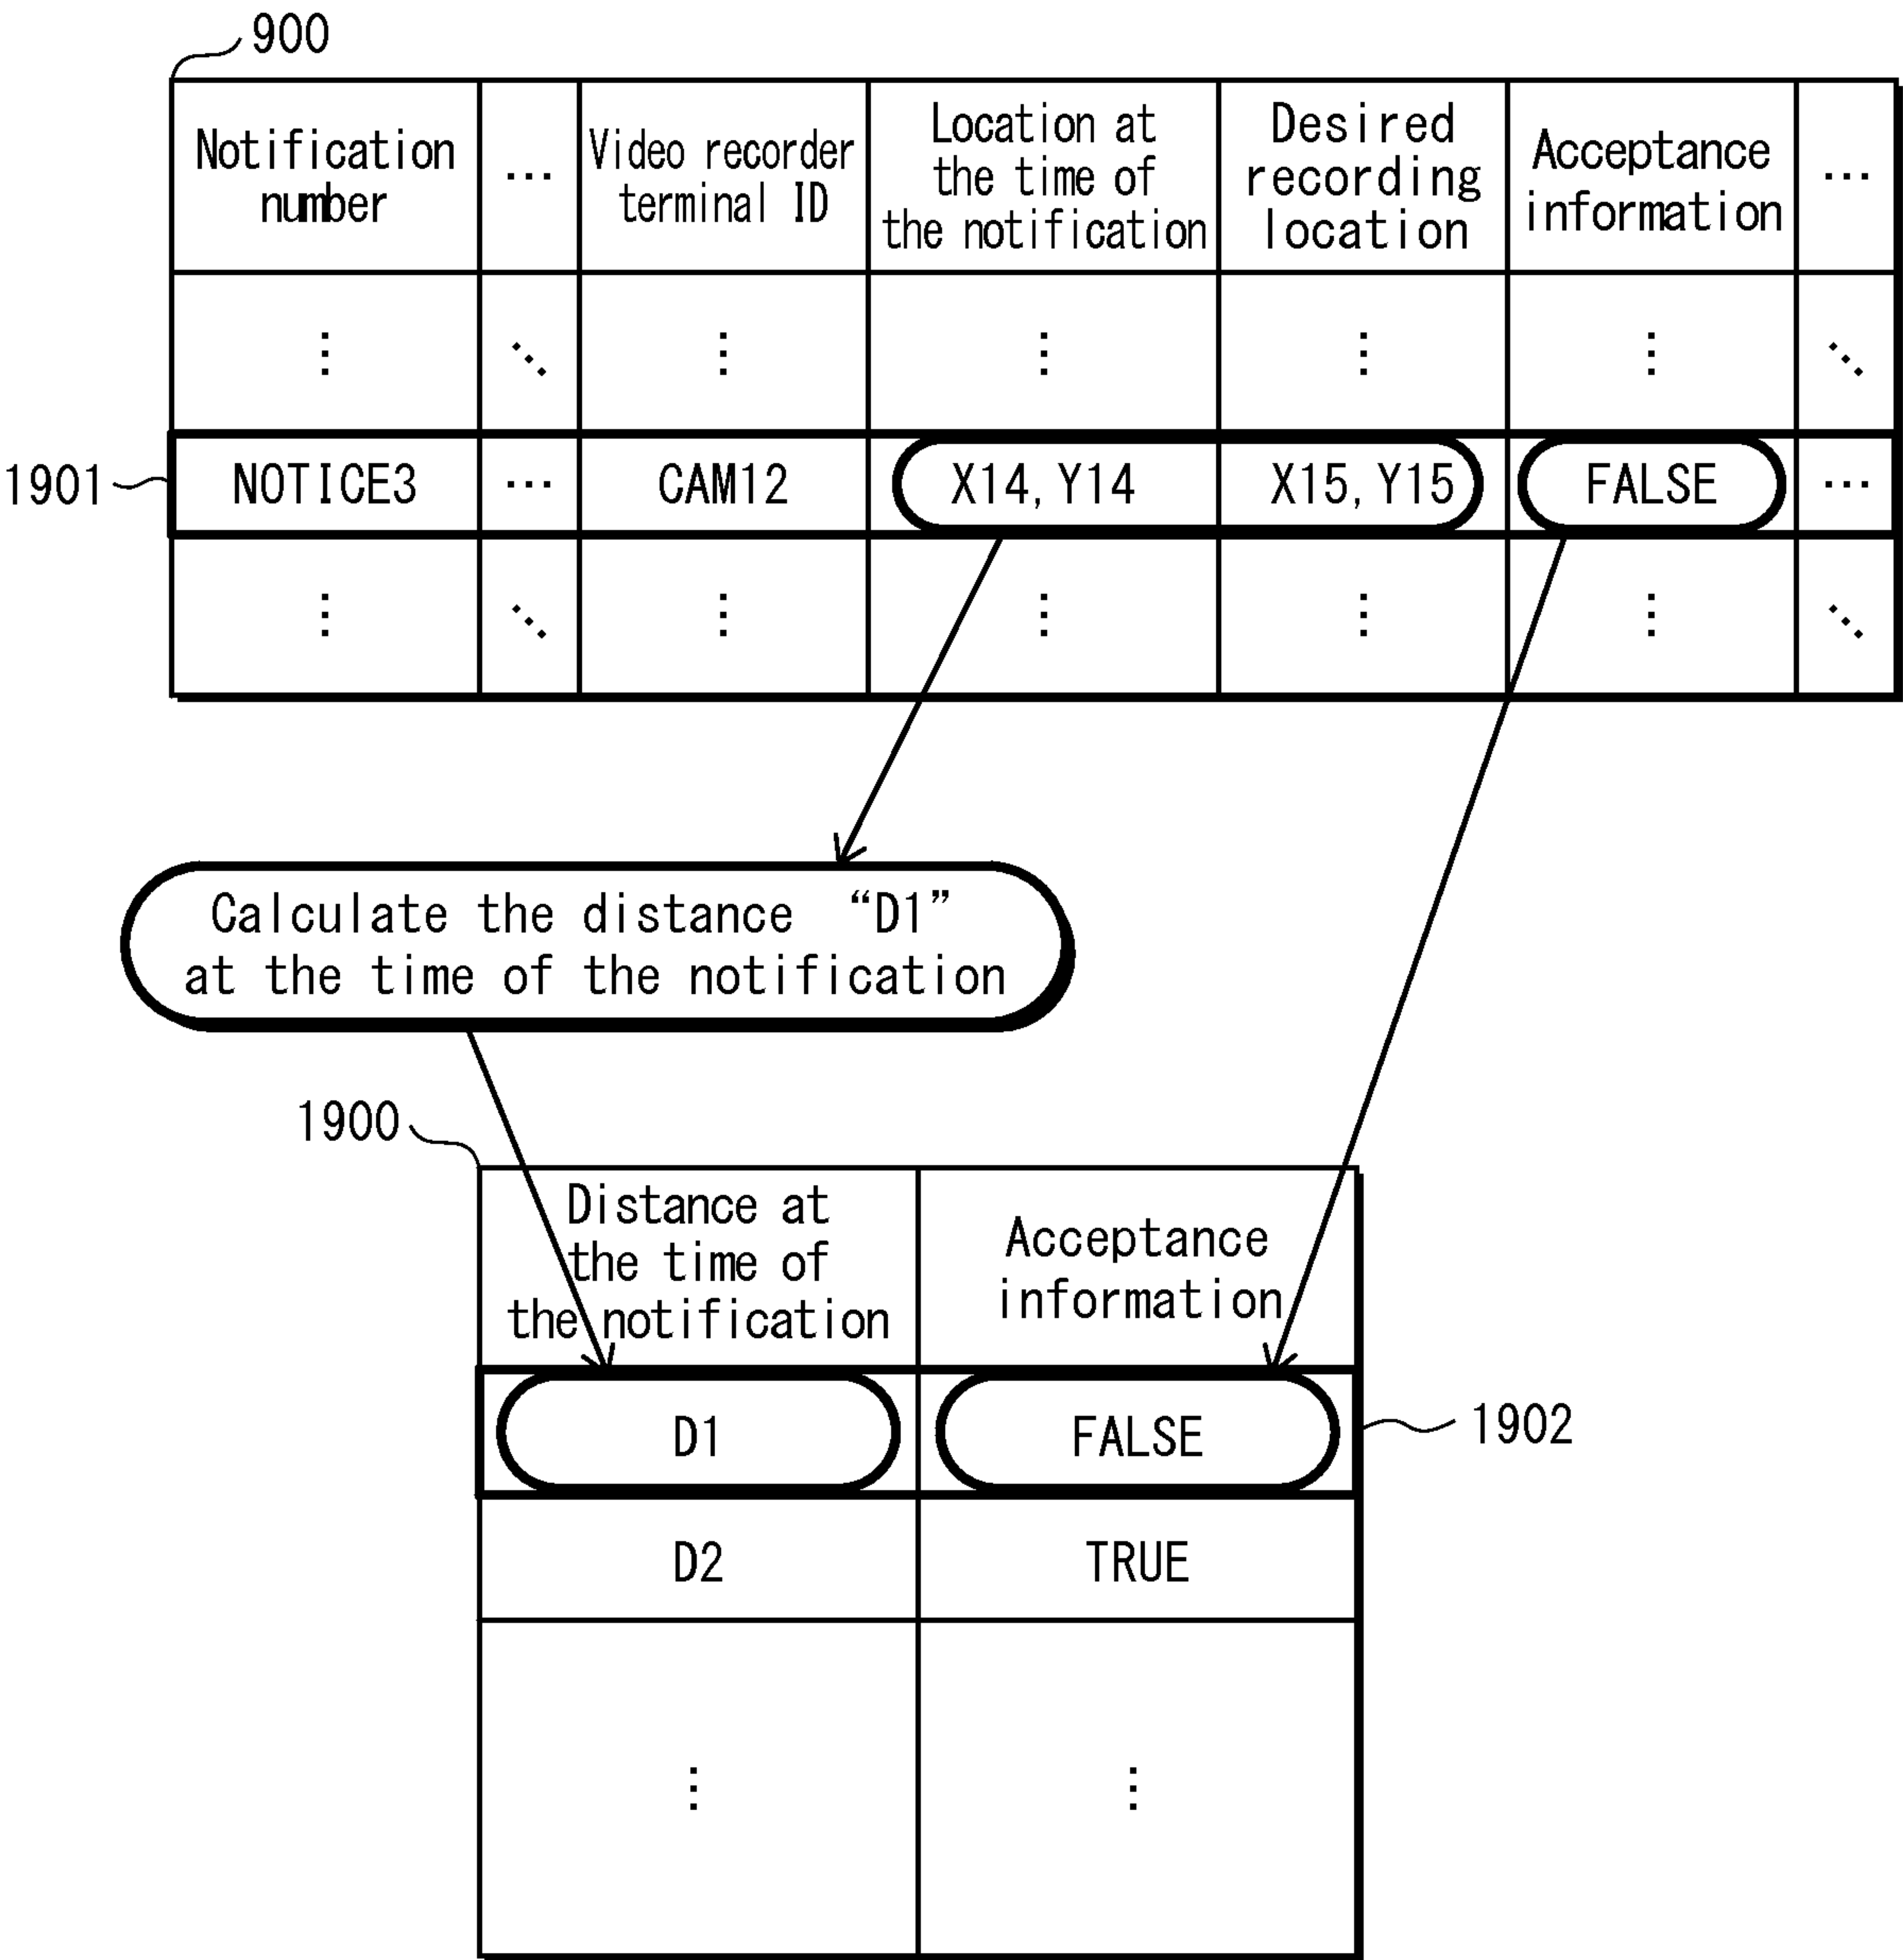 900
Notification number
...
Video recorder terminal ID
Location at the time of the notification
Desired recording location
Acceptance information
...
1901
NOTICE3 ... CAM12 X14, Y14 X15, Y15 FALSE ...
Calculate the distance “D1”
at the time of the notification
1900
Distance at
the time of
the notification
Acceptance
information
D1 FALSE
1902
D2 TRUE